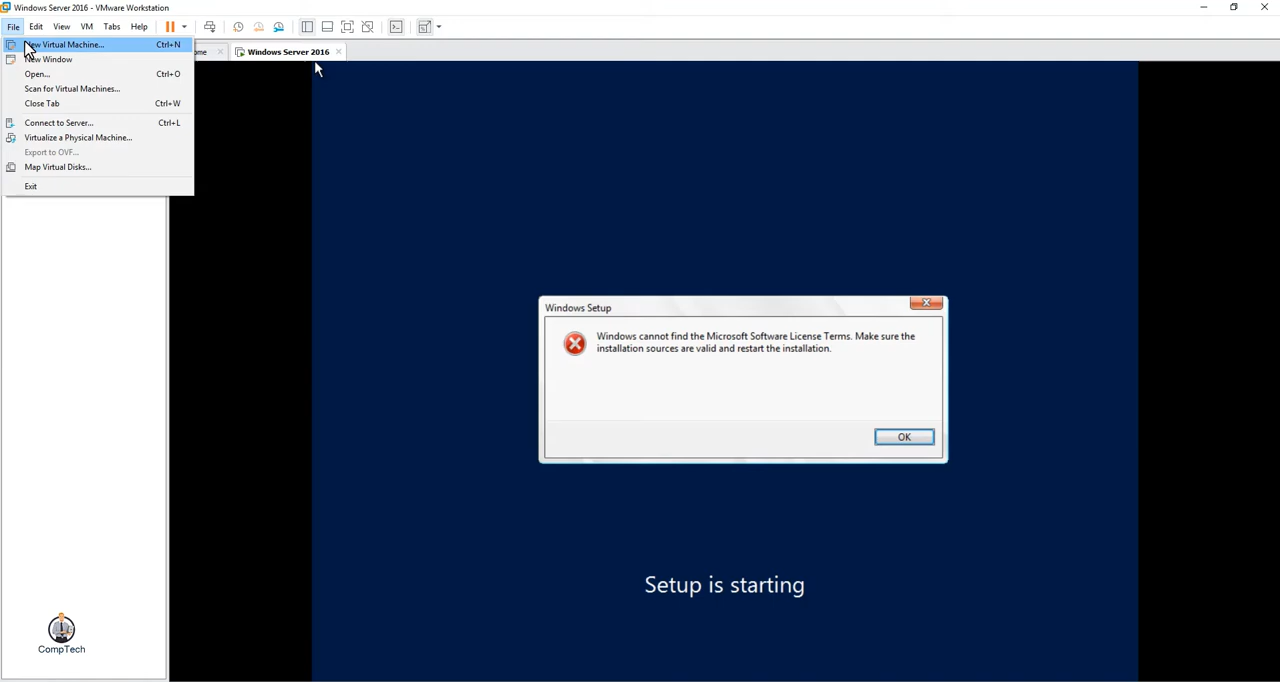 Windows Server 2016 - VMware Workstation
File Edit View VM Tabs Help
New Virtual Machine... Ctrl+N
Windows Server 2016
New Window
Open... Ctrl+O
Scan for Virtual Machines...
Close Tab Ctrl+W
Connect to Server... Ctrl+L
Virtualize a Physical Machine...
Export to OVF...
Map Virtual Disks...
Exit
Windows Setup
Windows cannot find the Microsoft Software License Terms. Make sure the
installation sources are valid and restart the installation.
OK
Setup is starting
CompTech